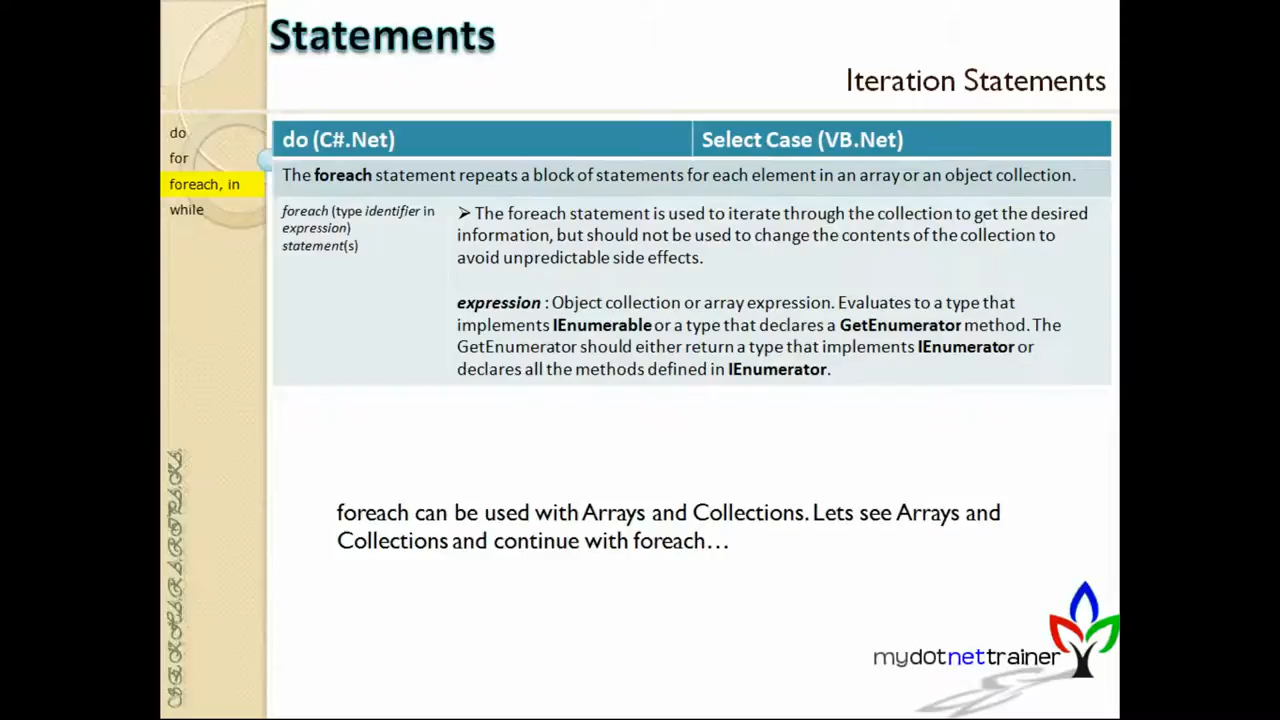 Statements
Iteration Statements
do
for
foreach, in
while
do (C#.Net)
Select Case (VB.Net)
The foreach statement repeats a block of statements for each element in an array or an object collection.
foreach (type identifier in
expression)
statement(s)
➢ The foreach statement is used to iterate through the collection to get the desired
information, but should not be used to change the contents of the collection to
avoid unpredictable side effects.
expression : Object collection or array expression. Evaluates to a type that
implements IEnumerable or a type that declares a GetEnumerator method. The
GetEnumerator should either return a type that implements IEnumerator or
declares all the methods defined in IEnumerator.
foreach can be used with Arrays and Collections. Lets see Arrays and
Collections and continue with foreach…
mydotnettrainer